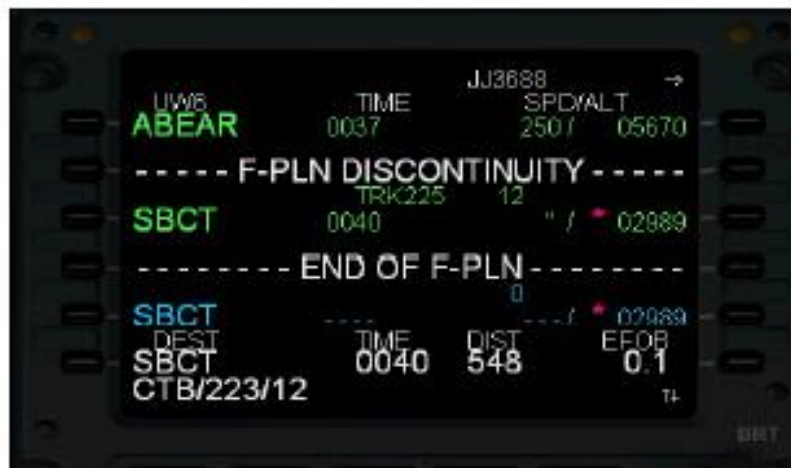 JJ3688 →
UW6 TIME SPD/ALT
ABEAR 0037 250 / 05670
- - - - - F-PLN DISCONTINUITY - - - - -
TRK225 12
SBCT 0040 " / * 02989
- - - - - - - - END OF F-PLN - - - - - - - -
0
SBCT - - - - - - - / * 02989
DEST TIME DIST EFOB
SBCT 0040 548 0.1
CTB/223/12 ↑↓
BRT